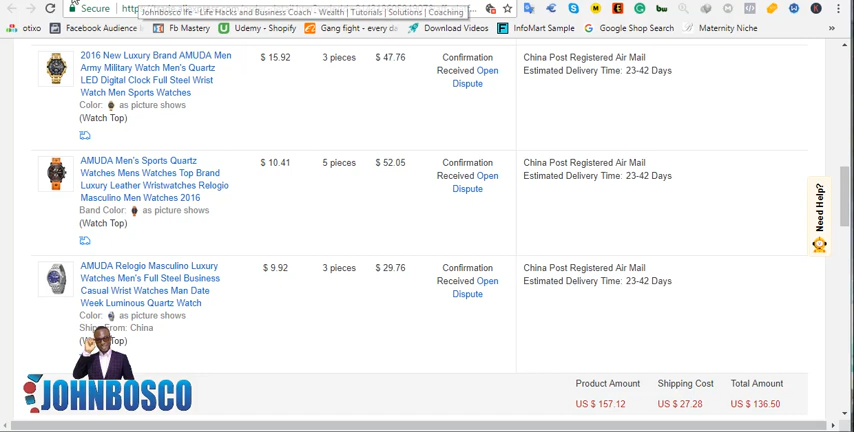 Secure
Johnbosco Ife - Life Hacks and Business Coach - Wealth | Tutorials | Solutions | Coaching
otixo
Facebook Audience I
Fb Mastery
Udemy - Shopify
Gang fight - every da
Download Videos
InfoMart Sample
Products Suggestion
Maternity Niche
»
2016 New Luxury Brand AMUDA Men
Army Military Watch Men's Quartz
LED Digital Clock Full Steel Wrist
Watch Men Sports Watches
Color: as picture shows
(Watch Top)
$ 15.92
3 pieces
$ 47.76
Confirmation
Received Open
Dispute
China Post Registered Air Mail
Estimated Delivery Time: 23-42 Days
AMUDA Men's Sports Quartz
Watches Mens Watches Top Brand
Luxury Leather Wristwatches Relogio
Masculino Men Watches 2016
Band Color: as picture shows
(Watch Top)
$ 10.41
5 pieces
$ 52.05
Confirmation
Received Open
Dispute
China Post Registered Air Mail
Estimated Delivery Time: 23-42 Days
AMUDA Relogio Masculino Luxury
Watches Men's Full Steel Business
Casual Wrist Watches Man Date
Week Luminous Quartz Watch
Color: as picture shows
Ships From: China
$ 9.92
3 pieces
$ 29.76
Confirmation
Received Open
Dispute
China Post Registered Air Mail
Estimated Delivery Time: 23-42 Days
Need Help?
JOHNBOSCO
Product Amount
Shipping Cost
Total Amount
US $ 157.12
US $ 27.28
US $ 136.50